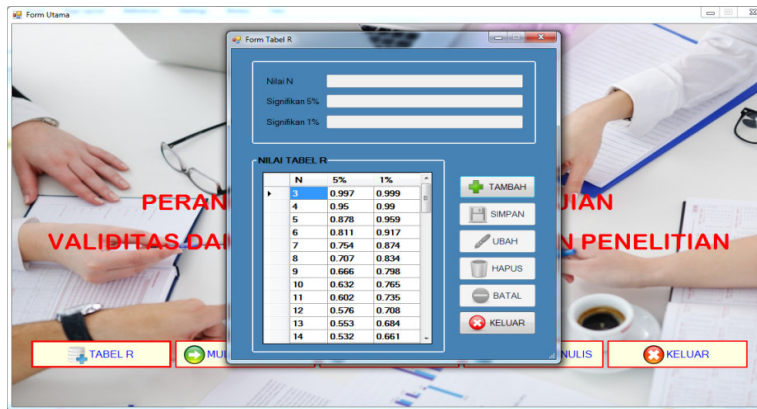 Form Utama
Form Tabel R
Nilai N
Signifikan 5%
Signifikan 1%
NILAI TABEL R
N 5% 1%
3 0.997 0.999
4 0.95 0.99
5 0.878 0.959
6 0.811 0.917
7 0.754 0.874
8 0.707 0.834
9 0.666 0.798
10 0.632 0.765
11 0.602 0.735
12 0.576 0.708
13 0.553 0.684
14 0.532 0.661
TAMBAH
SIMPAN
UBAH
HAPUS
BATAL
KELUAR
PERAN JIAN
VALIDITAS DAN N PENELITIAN
TABEL R
MU
NULIS
KELUAR